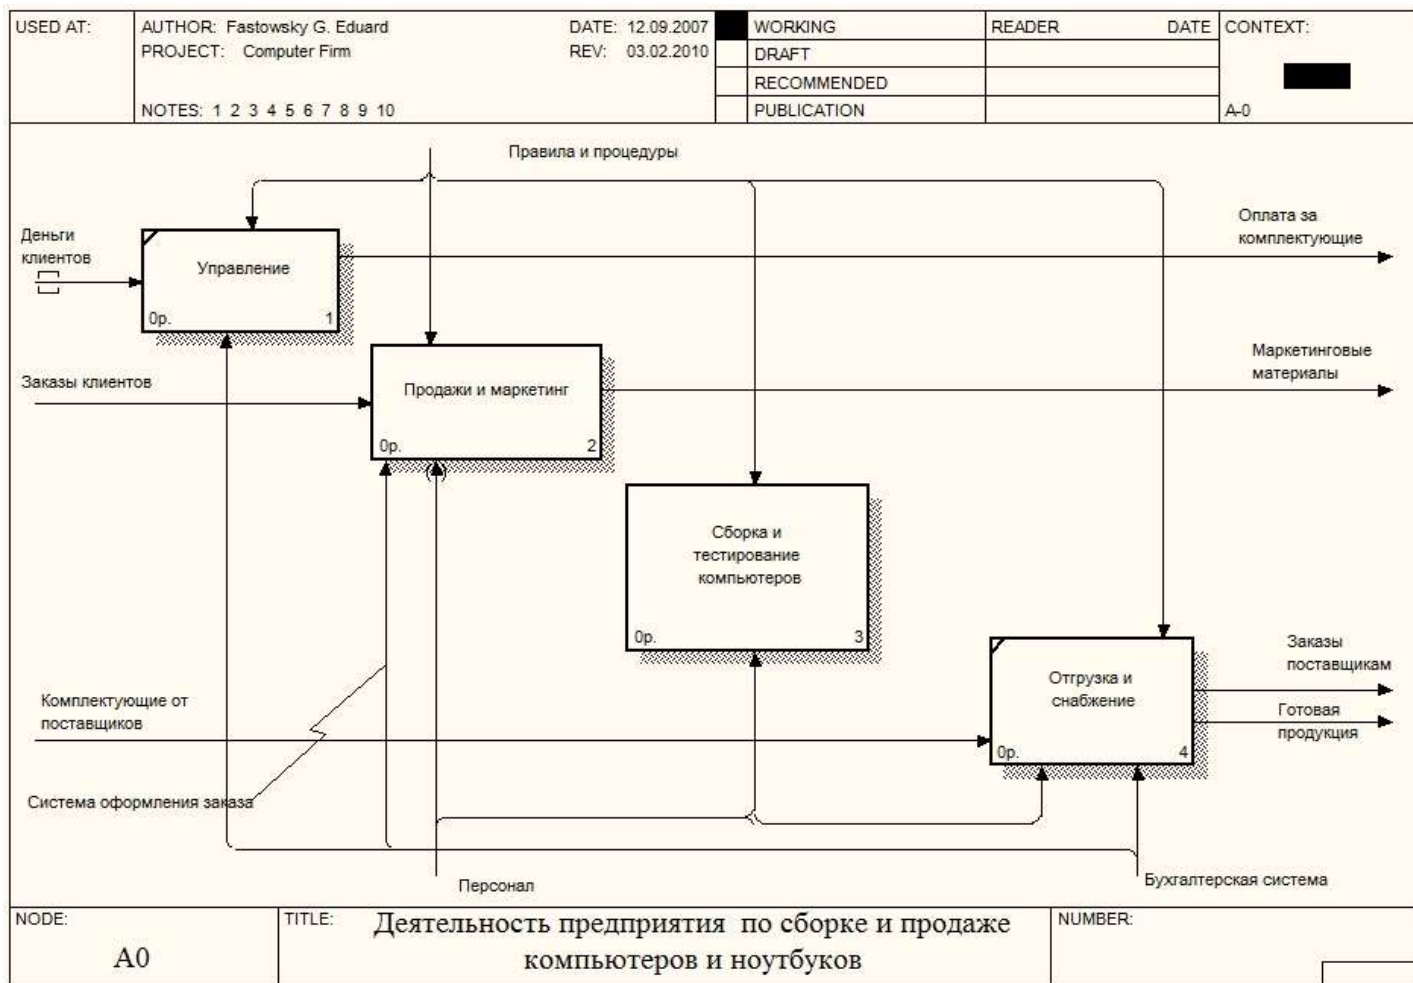 USED AT:
AUTHOR: Fastowsky G. Eduard
DATE: 12.09.2007
PROJECT: Computer Firm
REV: 03.02.2010
NOTES: 1 2 3 4 5 6 7 8 9 10
WORKING
DRAFT
RECOMMENDED
PUBLICATION
READER DATE
CONTEXT:
A-0
Правила и процедуры
Деньги
клиентов
Управление
0р. 1
Оплата за
комплектующие
Заказы клиентов
Продажи и маркетинг
0р. 2
Маркетинговые
материалы
Сборка и
тестирование
компьютеров
0р. 3
Комплектующие от
поставщиков
Отгрузка и
снабжение
0р. 4
Заказы
поставщикам
Готовая
продукция
Система оформления заказа
Персонал
Бухгалтерская система
NODE:
A0
TITLE:
Деятельность предприятия по сборке и продаже
компьютеров и ноутбуков
NUMBER: